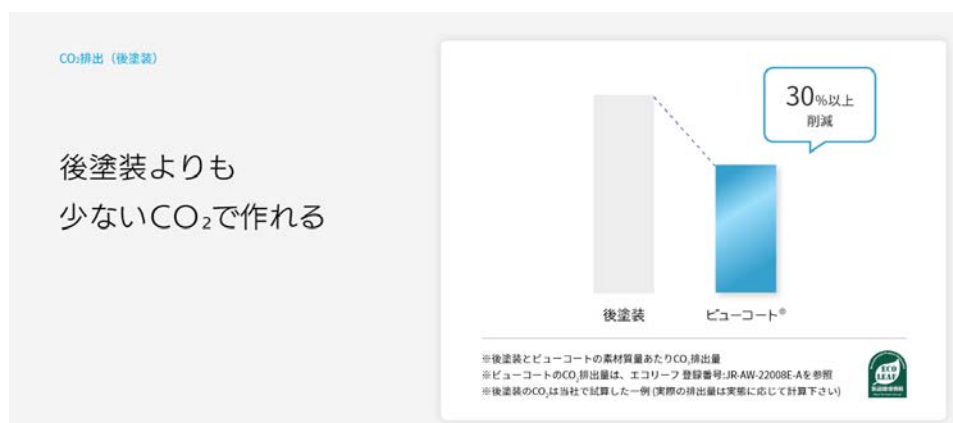 CO₂排出（後塗装）
後塗装よりも
少ないCO₂で作れる
30%以上
削減
後塗装
ビューコート®
※後塗装とビューコートの素材質量あたりCO₂排出量
※ビューコートのCO₂排出量は、エコリーフ 登録番号:JR-AW-22008E-Aを参照
※後塗装のCO₂は当社で試算した一例 (実際の排出量は実態に応じて計算下さい)
ECO
LEAF